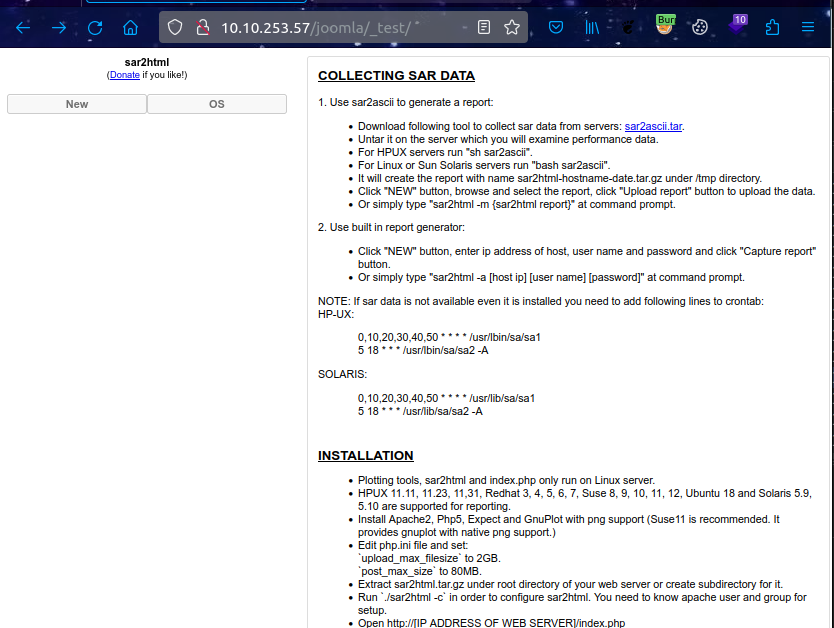 10.10.253.57/joomla/_test/
Bur
10
sar2html
(Donate if you like!)
New
OS
COLLECTING SAR DATA
1. Use sar2ascii to generate a report:
• Download following tool to collect sar data from servers: sar2ascii.tar.
• Untar it on the server which you will examine performance data.
• For HPUX servers run "sh sar2ascii".
• For Linux or Sun Solaris servers run "bash sar2ascii".
• It will create the report with name sar2html-hostname-date.tar.gz under /tmp directory.
• Click "NEW" button, browse and select the report, click "Upload report" button to upload the data.
• Or simply type "sar2html -m {sar2html report}" at command prompt.
2. Use built in report generator:
• Click "NEW" button, enter ip address of host, user name and password and click "Capture report"
button.
• Or simply type "sar2html -a [host ip] [user name] [password]" at command prompt.
NOTE: If sar data is not available even it is installed you need to add following lines to crontab:
HP-UX:
0,10,20,30,40,50 * * * * /usr/lbin/sa/sa1
5 18 * * * /usr/lbin/sa/sa2 -A
SOLARIS:
0,10,20,30,40,50 * * * * /usr/lib/sa/sa1
5 18 * * * /usr/lib/sa/sa2 -A
INSTALLATION
• Plotting tools, sar2html and index.php only run on Linux server.
• HPUX 11.11, 11.23, 11,31, Redhat 3, 4, 5, 6, 7, Suse 8, 9, 10, 11, 12, Ubuntu 18 and Solaris 5.9,
5.10 are supported for reporting.
• Install Apache2, Php5, Expect and GnuPlot with png support (Suse11 is recommended. It
provides gnuplot with native png support.)
• Edit php.ini file and set:
`upload_max_filesize` to 2GB.
`post_max_size` to 80MB.
• Extract sar2html.tar.gz under root directory of your web server or create subdirectory for it.
• Run `./sar2html -c` in order to configure sar2html. You need to know apache user and group for
setup.
• Open http://[IP ADDRESS OF WEB SERVER]/index.php